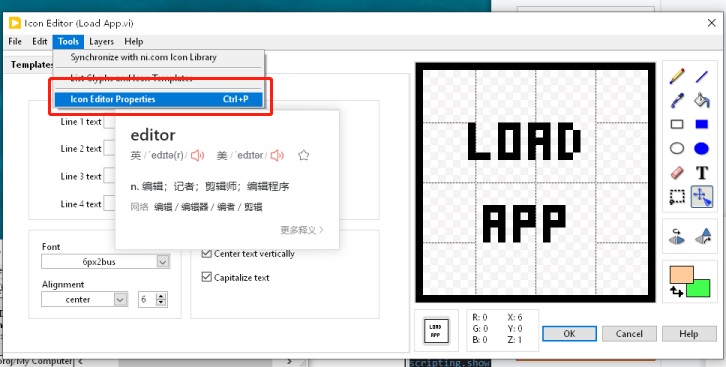 Icon Editor (Load App.vi)
File Edit Tools Layers Help
Synchronize with ni.com Icon Library
Templates
List Glyphs and Icon Templates
Icon Editor Properties Ctrl+P
Line 1 text
Line 2 text
Line 3 text
Line 4 text
editor
英 /ˈedɪtə(r)/ 美 /ˈedɪtər/
n. 编辑；记者；剪辑师；编辑程序
网络 编辑 / 编辑器 / 编者 / 剪辑
更多释义
Font
6px2bus
Alignment
center 6
Center text vertically
Capitalize text
LOAD
APP
T
LOAD
APP
R: 0 X: 6
G: 0 Y: 0
B: 0 Z: 1
OK Cancel Help
proj/My Computer
scripting.show